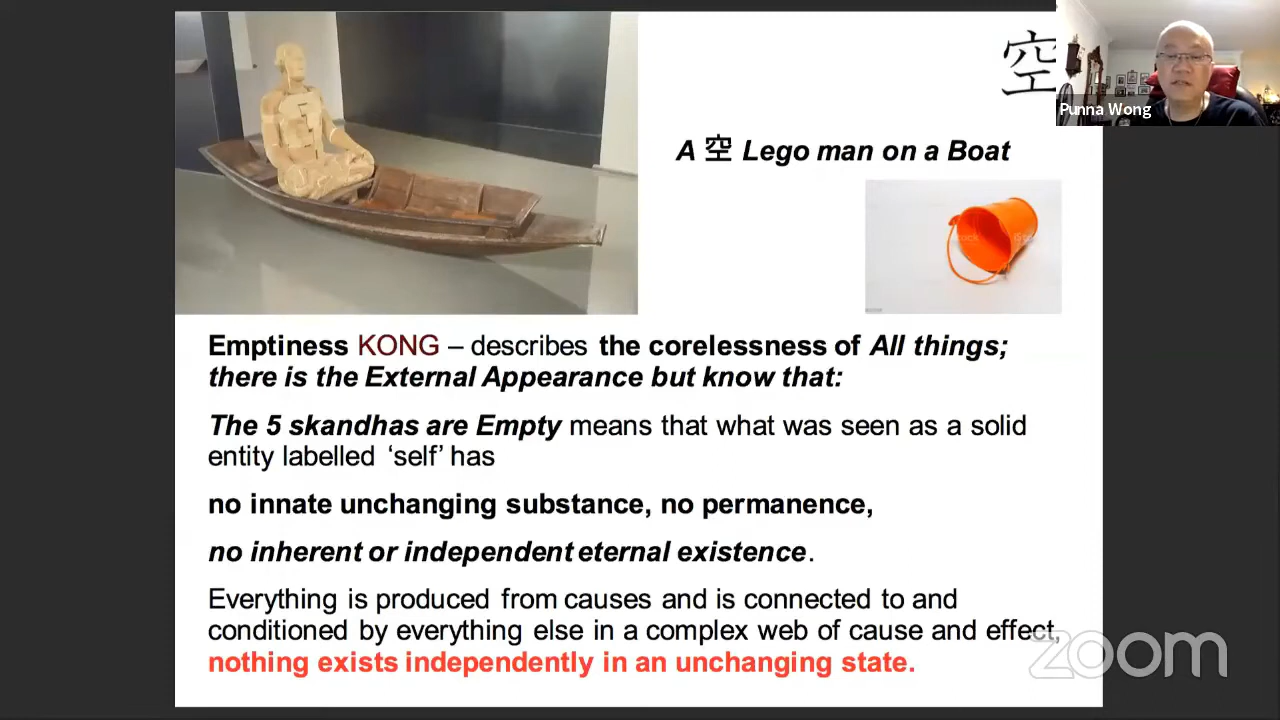 空
Punna Wong
A 空 Lego man on a Boat
Emptiness KONG – describes the corelessness of All things;
there is the External Appearance but know that:
The 5 skandhas are Empty means that what was seen as a solid
entity labelled ‘self’ has
no innate unchanging substance, no permanence,
no inherent or independent eternal existence.
Everything is produced from causes and is connected to and
conditioned by everything else in a complex web of cause and effect,
nothing exists independently in an unchanging state.
zoom